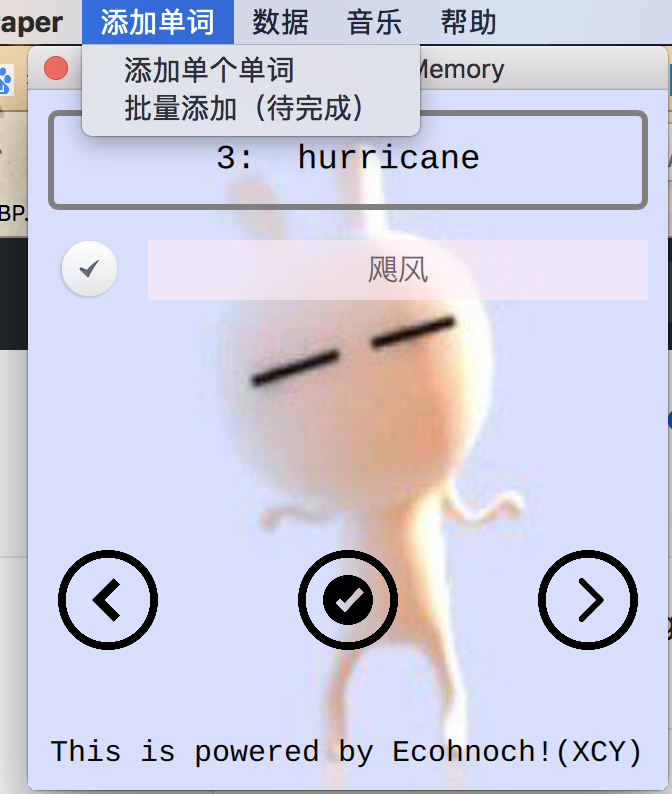 aper 添加单词 数据 音乐 帮助
添加单个单词
Memory
批量添加（待完成）
3: hurricane
BP.
飓风
This is powered by Ecohnoch!(XCY)